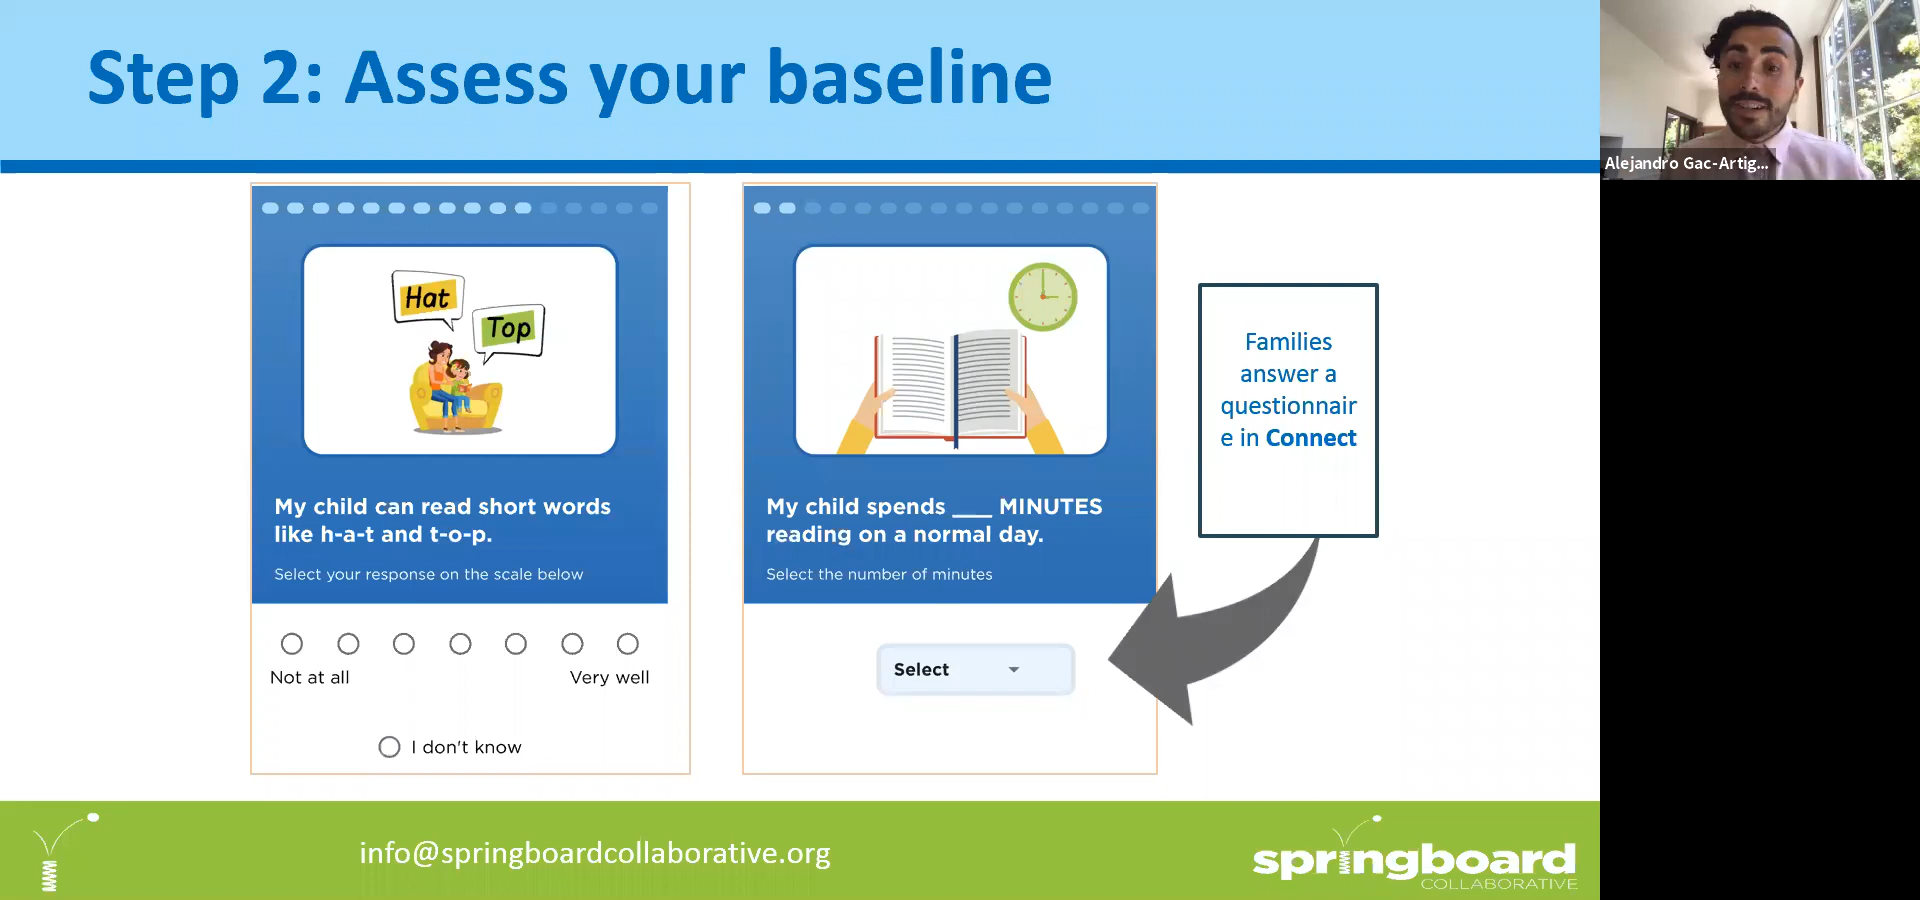 Step 2: Assess your baseline
Alejandro Gac-Artig...
Hat
Top
My child can read short words
like h-a-t and t-o-p.
Select your response on the scale below
Not at all
Very well
I don't know
My child spends ___ MINUTES
reading on a normal day.
Select the number of minutes
Select
Families
answer a
questionnair
e in Connect
info@springboardcollaborative.org
springboard
COLLABORATIVE